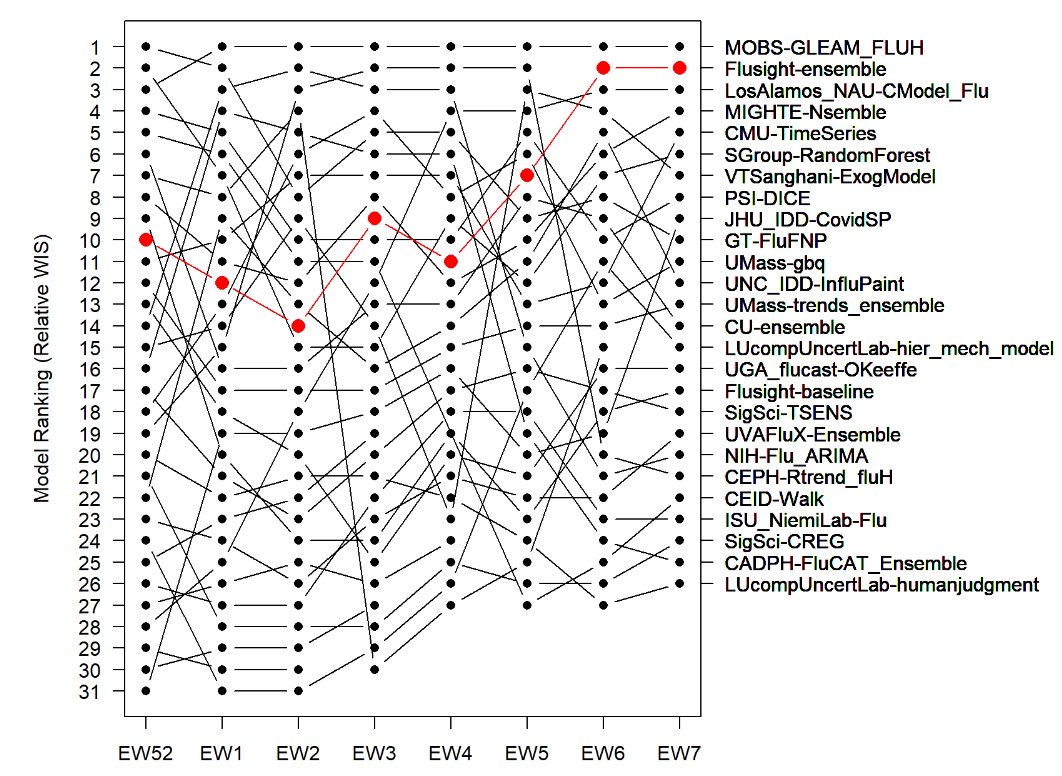 Model Ranking (Relative WIS)
1
2
3
4
5
6
7
8
9
10
11
12
13
14
15
16
17
18
19
20
21
22
23
24
25
26
27
28
29
30
31
EW52 EW1 EW2 EW3 EW4 EW5 EW6 EW7
MOBS-GLEAM_FLUH
Flusight-ensemble
LosAlamos_NAU-CModel_Flu
MIGHTE-Nsemble
CMU-TimeSeries
SGroup-RandomForest
VTSanghani-ExogModel
PSI-DICE
JHU_IDD-CovidSP
GT-FluFNP
UMass-gbq
UNC_IDD-InfluPaint
UMass-trends_ensemble
CU-ensemble
LUcompUncertLab-hier_mech_model
UGA_flucast-OKeeffe
Flusight-baseline
SigSci-TSENS
UVAFluX-Ensemble
NIH-Flu_ARIMA
CEPH-Rtrend_fluH
CEID-Walk
ISU_NiemiLab-Flu
SigSci-CREG
CADPH-FluCAT_Ensemble
LUcompUncertLab-humanjudgment